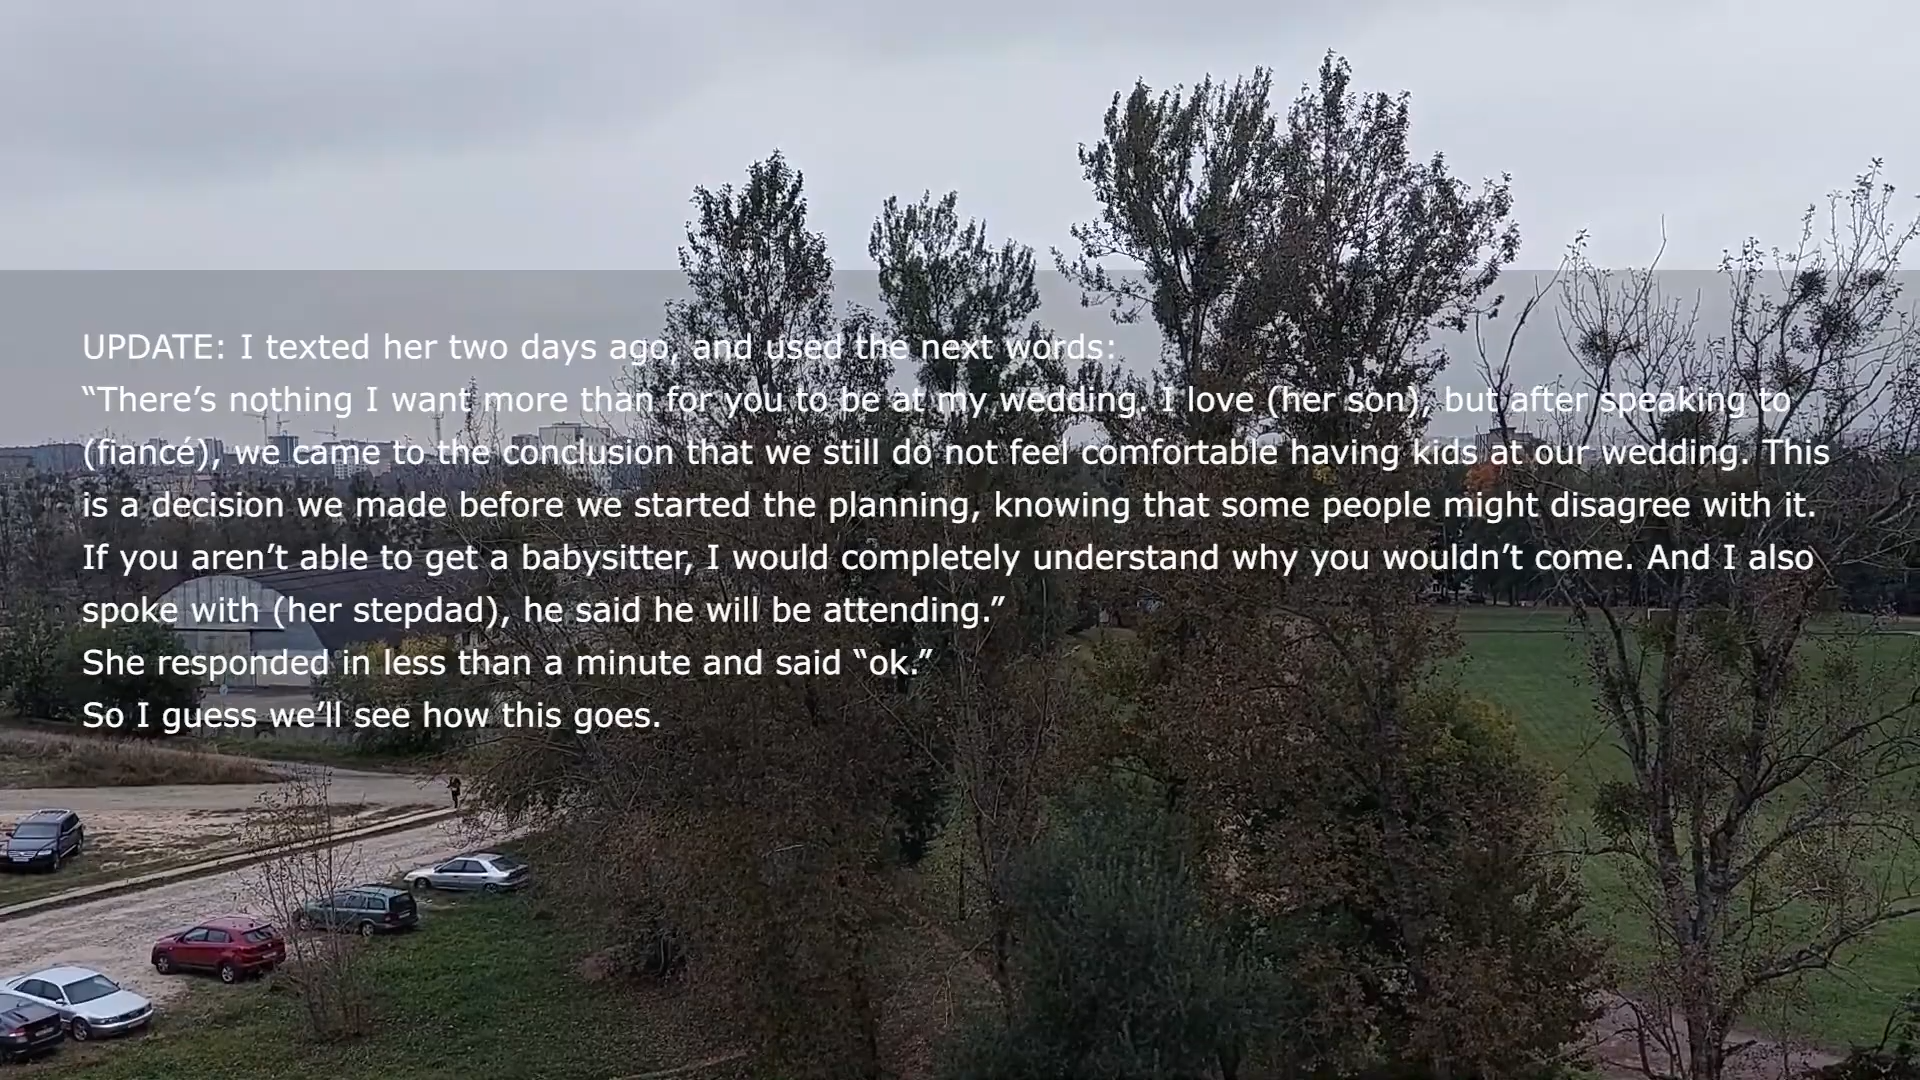 UPDATE: I texted her two days ago, and used the next words:
“There’s nothing I want more than for you to be at my wedding. I love (her son), but after speaking to
(fiancé), we came to the conclusion that we still do not feel comfortable having kids at our wedding. This
is a decision we made before we started the planning, knowing that some people might disagree with it.
If you aren’t able to get a babysitter, I would completely understand why you wouldn’t come. And I also
spoke with (her stepdad), he said he will be attending.”
She responded in less than a minute and said “ok.”
So I guess we’ll see how this goes.